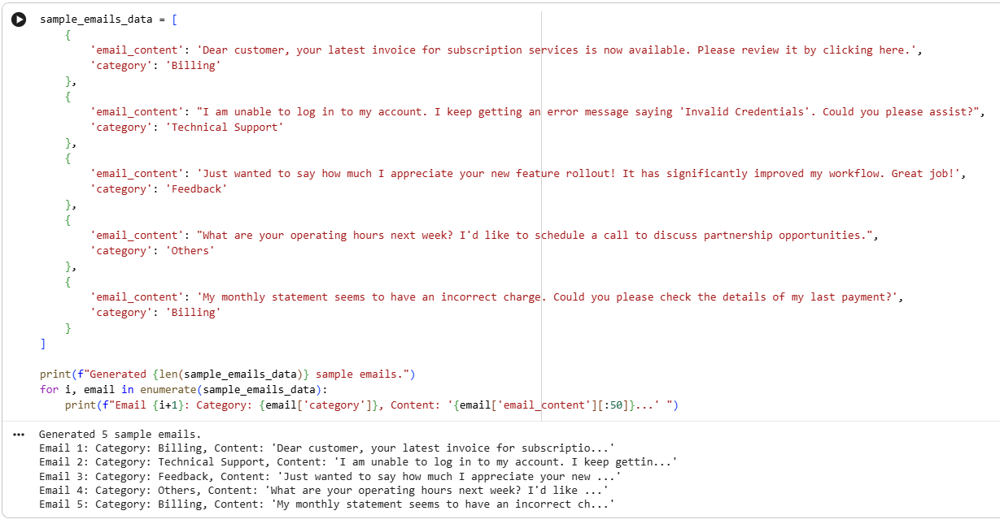 sample_emails_data = [
    {
        'email_content': 'Dear customer, your latest invoice for subscription services is now available. Please review it by clicking here.',
        'category': 'Billing'
    },
    {
        'email_content': "I am unable to log in to my account. I keep getting an error message saying 'Invalid Credentials'. Could you please assist?",
        'category': 'Technical Support'
    },
    {
        'email_content': 'Just wanted to say how much I appreciate your new feature rollout! It has significantly improved my workflow. Great job!',
        'category': 'Feedback'
    },
    {
        'email_content': "What are your operating hours next week? I'd like to schedule a call to discuss partnership opportunities.",
        'category': 'Others'
    },
    {
        'email_content': 'My monthly statement seems to have an incorrect charge. Could you please check the details of my last payment?',
        'category': 'Billing'
    }
]

print(f"Generated {len(sample_emails_data)} sample emails.")
for i, email in enumerate(sample_emails_data):
    print(f"Email {i+1}: Category: {email['category']}, Content: '{email['email_content'][:50]}...' ")
Generated 5 sample emails.
Email 1: Category: Billing, Content: 'Dear customer, your latest invoice for subscriptio...'
Email 2: Category: Technical Support, Content: 'I am unable to log in to my account. I keep gettin...'
Email 3: Category: Feedback, Content: 'Just wanted to say how much I appreciate your new ...'
Email 4: Category: Others, Content: 'What are your operating hours next week? I'd like ...'
Email 5: Category: Billing, Content: 'My monthly statement seems to have an incorrect ch...'